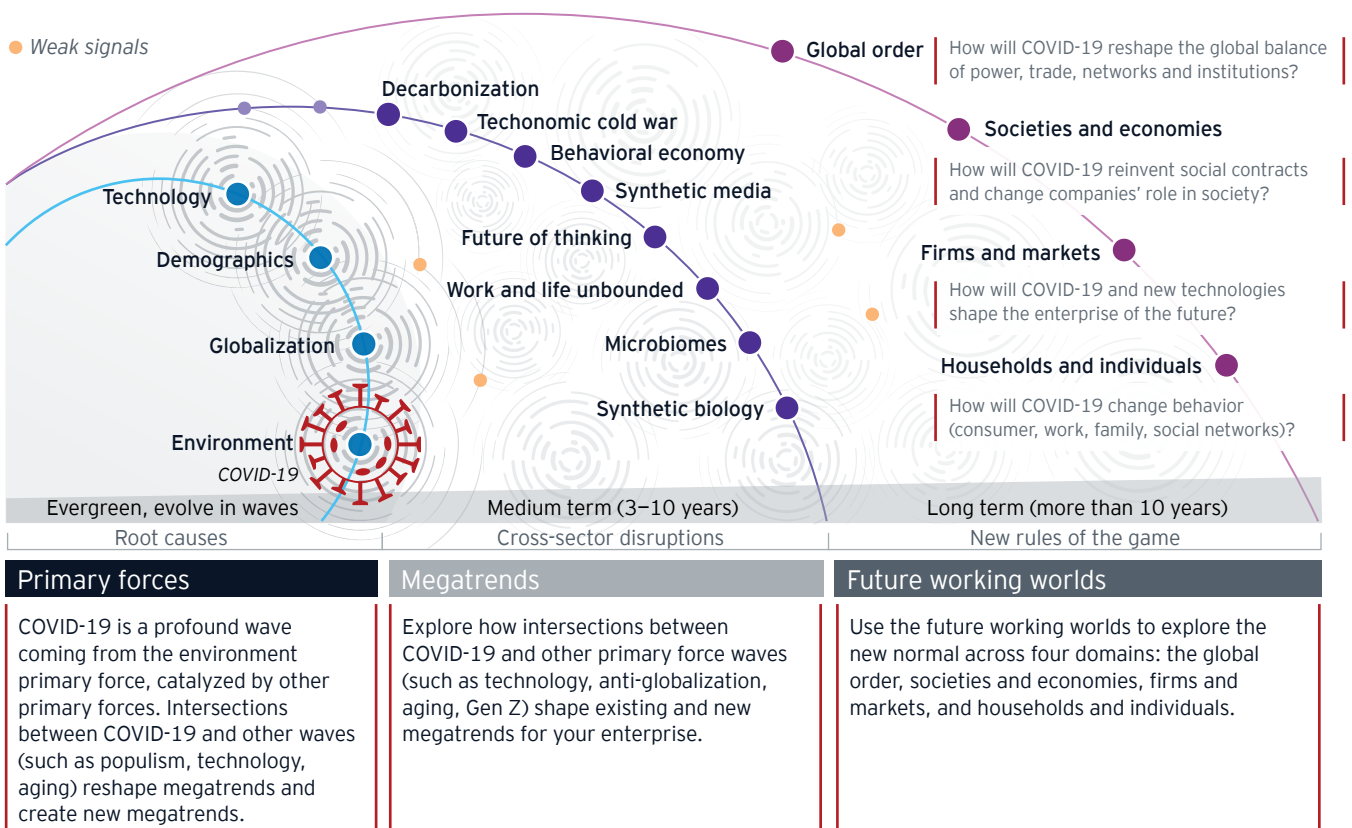 Weak signals
Global order
How will COVID-19 reshape the global balance
of power, trade, networks and institutions?
Decarbonization
Techonomic cold war
Societies and economies
Behavioral economy
How will COVID-19 reinvent social contracts
and change companies' role in society?
Synthetic media
Technology
Future of thinking
Firms and markets
Demographics
Work and life unbounded
How will COVID-19 and new technologies
shape the enterprise of the future?
Globalization
Microbiomes
Households and individuals
Synthetic biology
How will COVID-19 change behavior
(consumer, work, family, social networks)?
Environment
COVID-19
Evergreen, evolve in waves
Medium term (3–10 years)
Long term (more than 10 years)
Root causes
Cross-sector disruptions
New rules of the game
Primary forces
COVID-19 is a profound wave
coming from the environment
primary force, catalyzed by other
primary forces. Intersections
between COVID-19 and other waves
(such as populism, technology,
aging) reshape megatrends and
create new megatrends.
Megatrends
Explore how intersections between
COVID-19 and other primary force waves
(such as technology, anti-globalization,
aging, Gen Z) shape existing and new
megatrends for your enterprise.
Future working worlds
Use the future working worlds to explore the
new normal across four domains: the global
order, societies and economies, firms and
markets, and households and individuals.